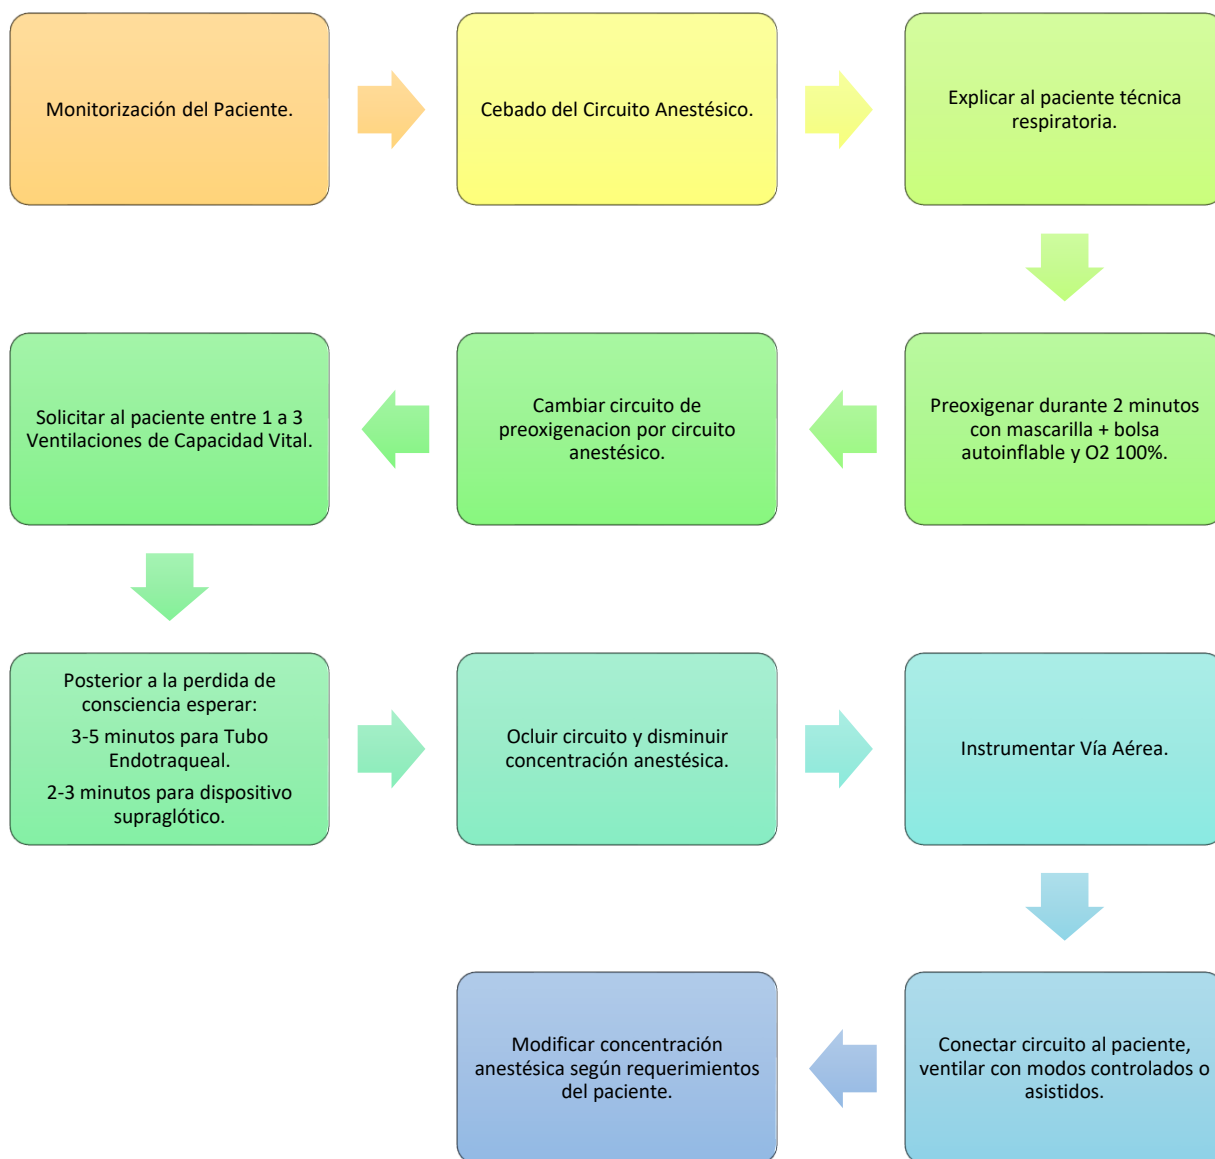 Monitorización del Paciente.
Cebado del Circuito Anestésico.
Explicar al paciente técnica
respiratoria.
Preoxigenar durante 2 minutos
con mascarilla + bolsa
autoinflable y O2 100%.
Cambiar circuito de
preoxigenacion por circuito
anestésico.
Solicitar al paciente entre 1 a 3
Ventilaciones de Capacidad Vital.
Posterior a la perdida de
consciencia esperar:
3-5 minutos para Tubo
Endotraqueal.
2-3 minutos para dispositivo
supraglótico.
Ocluir circuito y disminuir
concentración anestésica.
Instrumentar Vía Aérea.
Conectar circuito al paciente,
ventilar con modos controlados o
asistidos.
Modificar concentración
anestésica según requerimientos
del paciente.